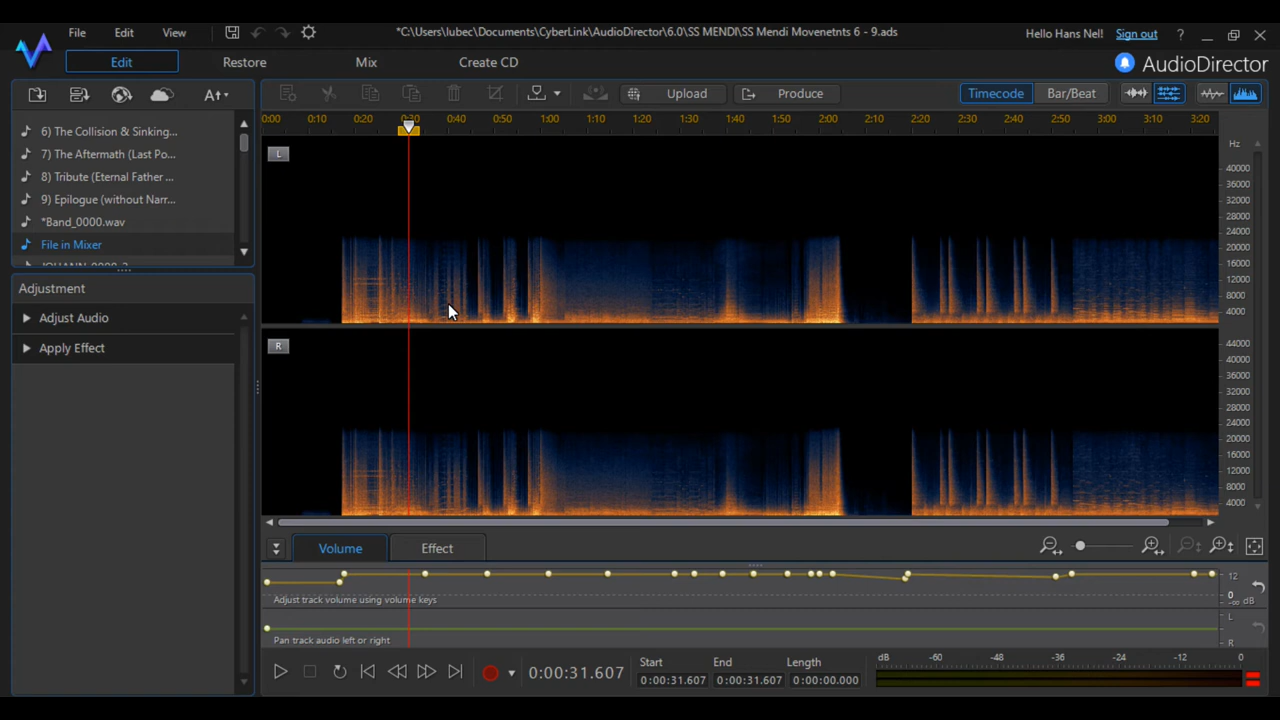 File Edit View
*C:\Users\lubec\Documents\CyberLink\AudioDirector\6.0\SS MENDI\SS Mendi Movenetnts 6 - 9.ads
Hello Hans Nel! Sign out ?
Edit Restore Mix Create CD
AudioDirector
Upload Produce Timecode Bar/Beat
6) The Collision & Sinking...
7) The Aftermath (Last Po...
8) Tribute (Eternal Father ...
9) Epilogue (without Narr...
*Band_0000.wav
File in Mixer
Adjustment
Adjust Audio
Apply Effect
0:00 0:10 0:20 0:30 0:40 0:50 1:00 1:10 1:20 1:30 1:40 1:50 2:00 2:10 2:20 2:30 2:40 2:50 3:00 3:10 3:20
L
Hz
40000
36000
32000
28000
24000
20000
16000
12000
8000
4000
R
44000
40000
36000
32000
28000
24000
20000
16000
12000
8000
4000
Volume Effect
12
0
-∞ dB
Adjust track volume using volume keys
L
R
Pan track audio left or right
0:00:31.607
Start End Length
0:00:31.607 0:00:31.607 0:00:00.000
dB -60 -48 -36 -24 -12 0